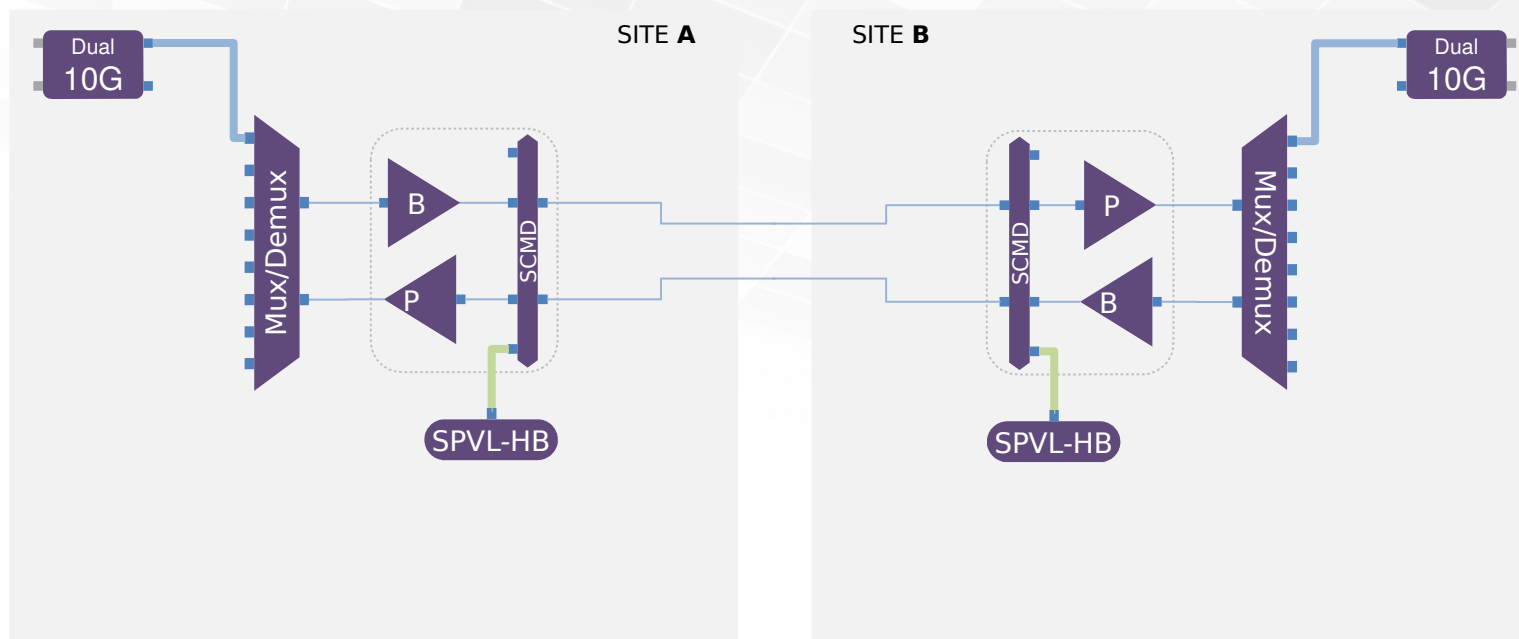 SITE A
SITE B
Dual
10G
Dual
10G
Mux/Demux
B
P
SCMD
SCMD
P
B
Mux/Demux
SPVL-HB
SPVL-HB